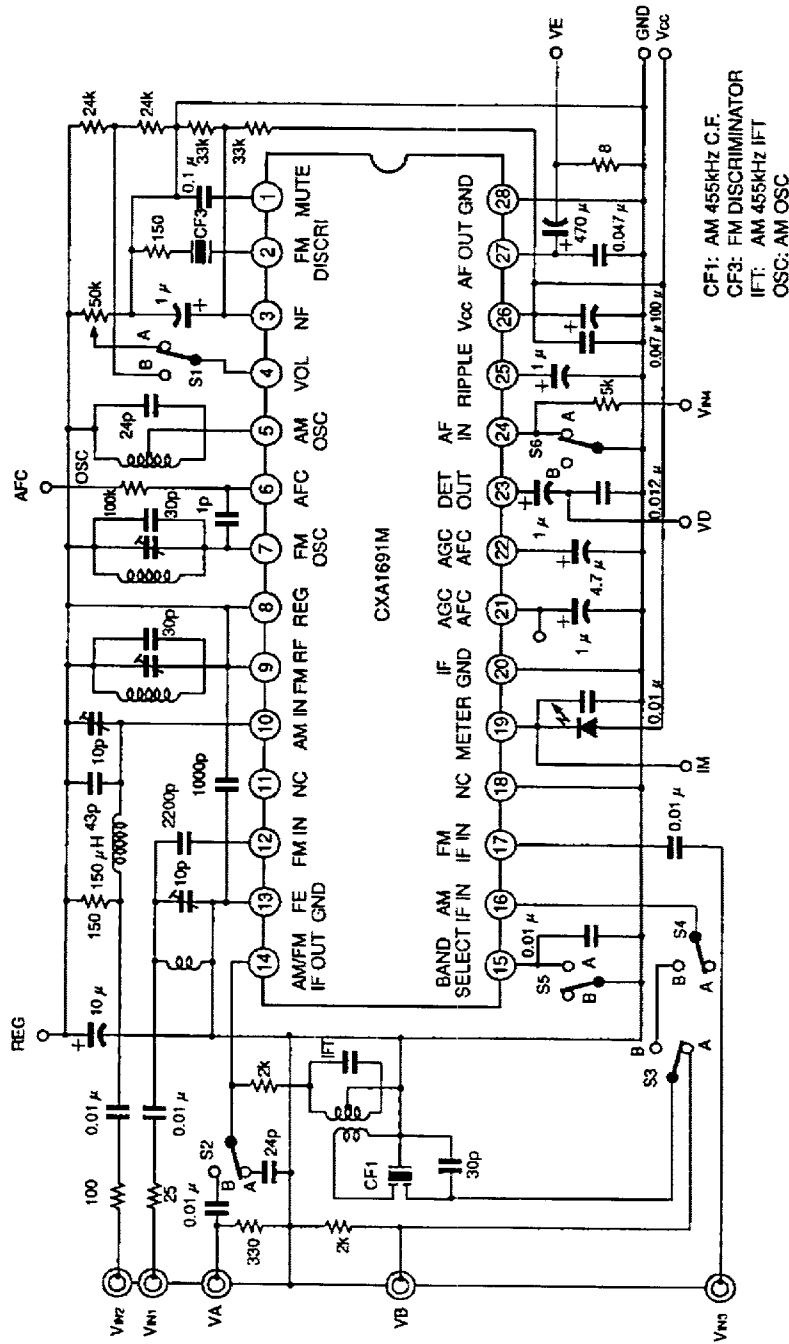 REG
AFC
10 μ
+
150
150 μH
43p
10p
30p
30p
OSC
100k
24p
50k
24k
24k
33k
33k
0.01 μ
0.01 μ
100
25
2200p
10p
1000p
1p
B
A
S1
1 μ
+
150
CF3
0.1 μ
VIN2
VIN1
VA
VB
VIN3
0.01 μ
S2
B
A
24p
330
2k
2k
IFT
CF1
30p
14
13
12
11
10
9
8
7
6
5
4
3
2
1
AM/FM IF OUT
FE GND
FM IN
NC
AM IN
FM RF
REG
FM OSC
AFC
AM OSC
VOL
NF
FM DISCRI
MUTE
CXA1691M
BAND SELECT
AM IF IN
FM IF IN
NC
METER
IF GND
AGC AFC
AGC AFC
DET OUT
AF IN
RIPPLE
Vcc
AF OUT
GND
15
16
17
18
19
20
21
22
23
24
25
26
27
28
0.01 μ
S5
A
B
S4
B
A
S3
B
A
0.01 μ
IM
0.01 μ
1 μ
+
4.7 μ
+
1 μ
+
0.012 μ
VD
S6
A
B
5k
VIN4
1 μ
+
0.047 μ
100 μ
+
0.047 μ
470 μ
+
8
VE
GND
Vcc
CF1: AM 455kHz C.F.
CF3: FM DISCRIMINATOR
IFT: AM 455kHz IFT
OSC: AM OSC